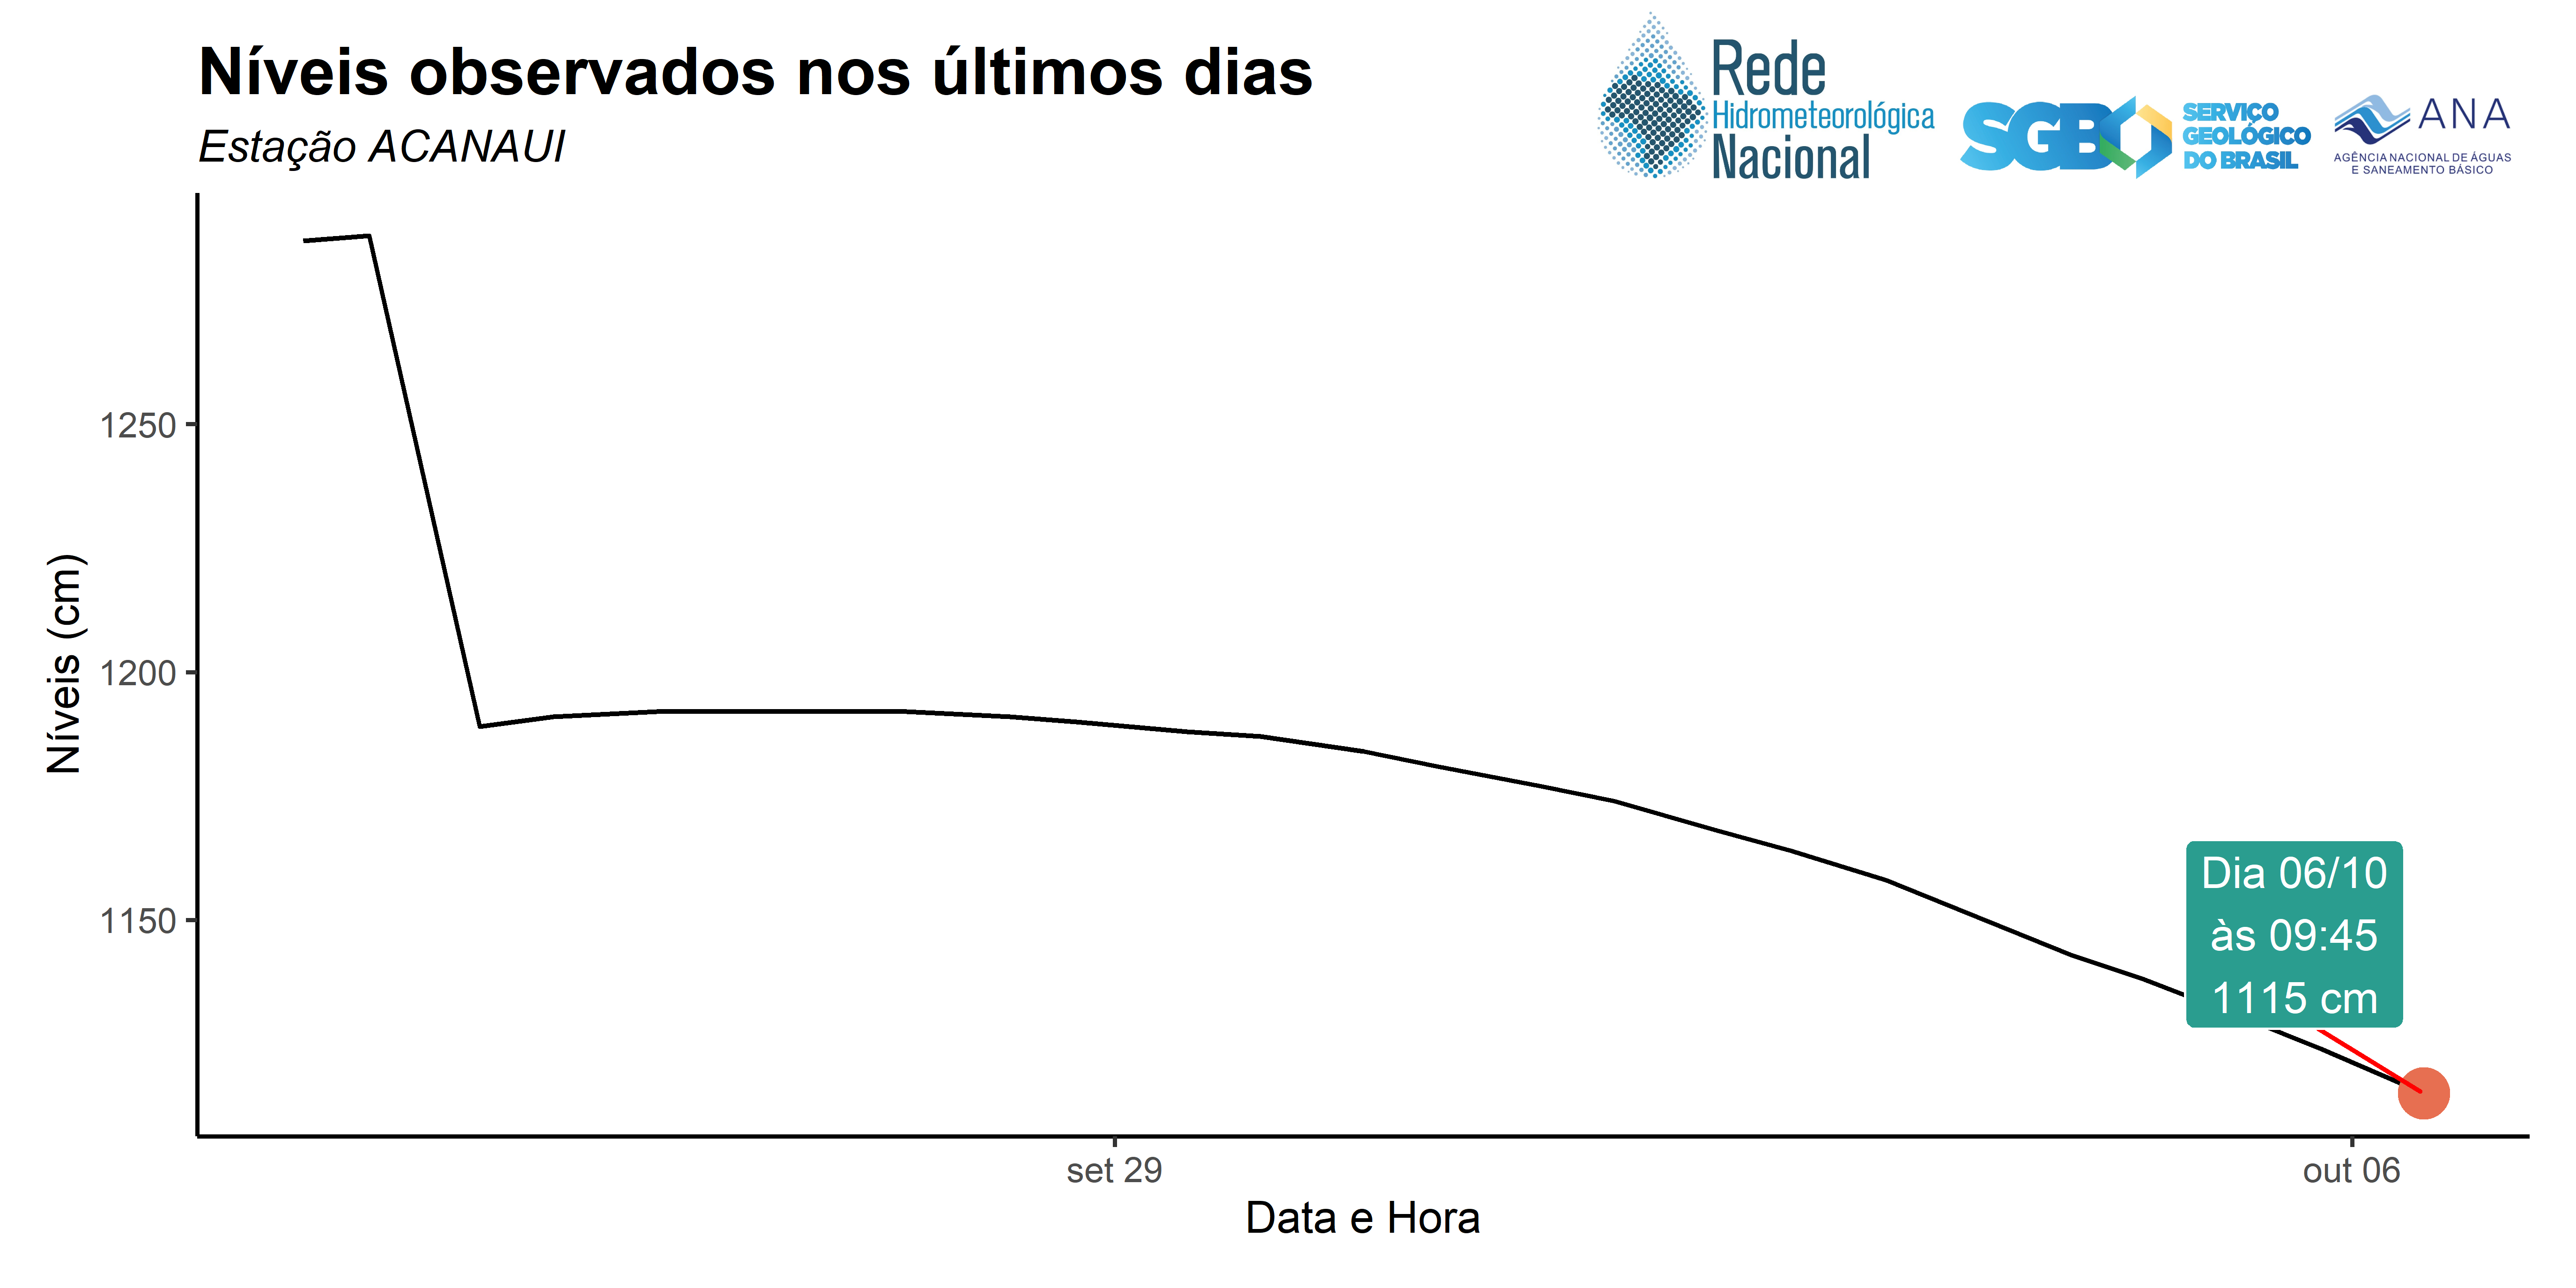 Níveis observados nos últimos dias
Estação ACANAUI
Rede
Hidrometeorológica
Nacional
SGB
SERVIÇO
GEOLÓGICO
DO BRASIL
ANA
AGÊNCIA NACIONAL DE ÁGUAS
E SANEAMENTO BÁSICO
Níveis (cm)
1250
1200
1150
Dia 06/10
às 09:45
1115 cm
set 29
out 06
Data e Hora